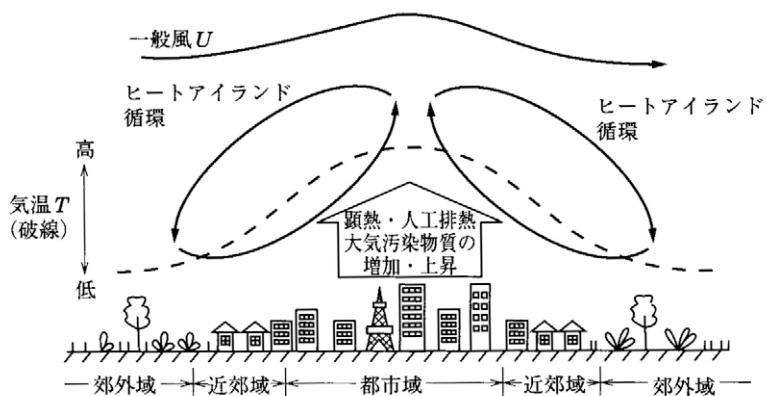 一般風U
ヒートアイランド
循環
ヒートアイランド
循環
高
気温T
(破線)
低
顕熱・人工排熱
大気汚染物質の
増加・上昇
郊外域
近郊域
都市域
近郊域
郊外域